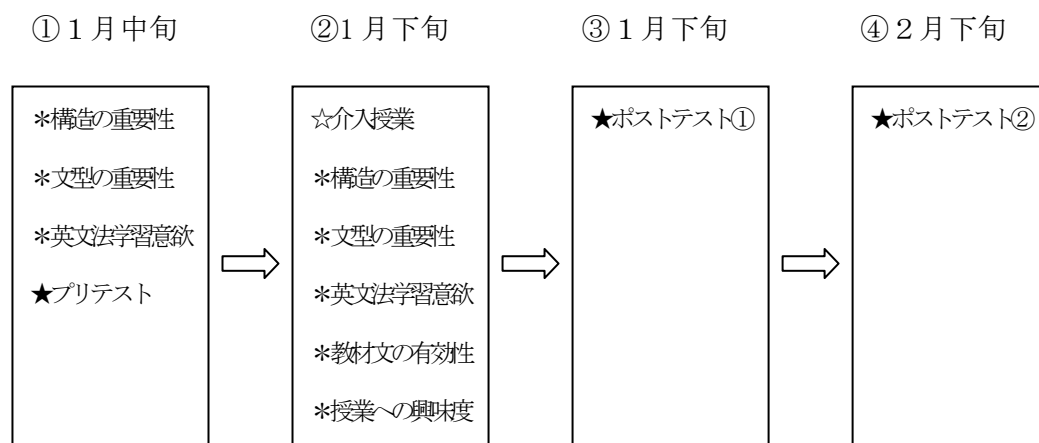 ①１月中旬
②1月下旬
③１月下旬
④２月下旬
＊構造の重要性
＊文型の重要性
＊英文法学習意欲
★プリテスト
☆介入授業
＊構造の重要性
＊文型の重要性
＊英文法学習意欲
＊教材文の有効性
＊授業への興味度
★ポストテスト①
★ポストテスト②